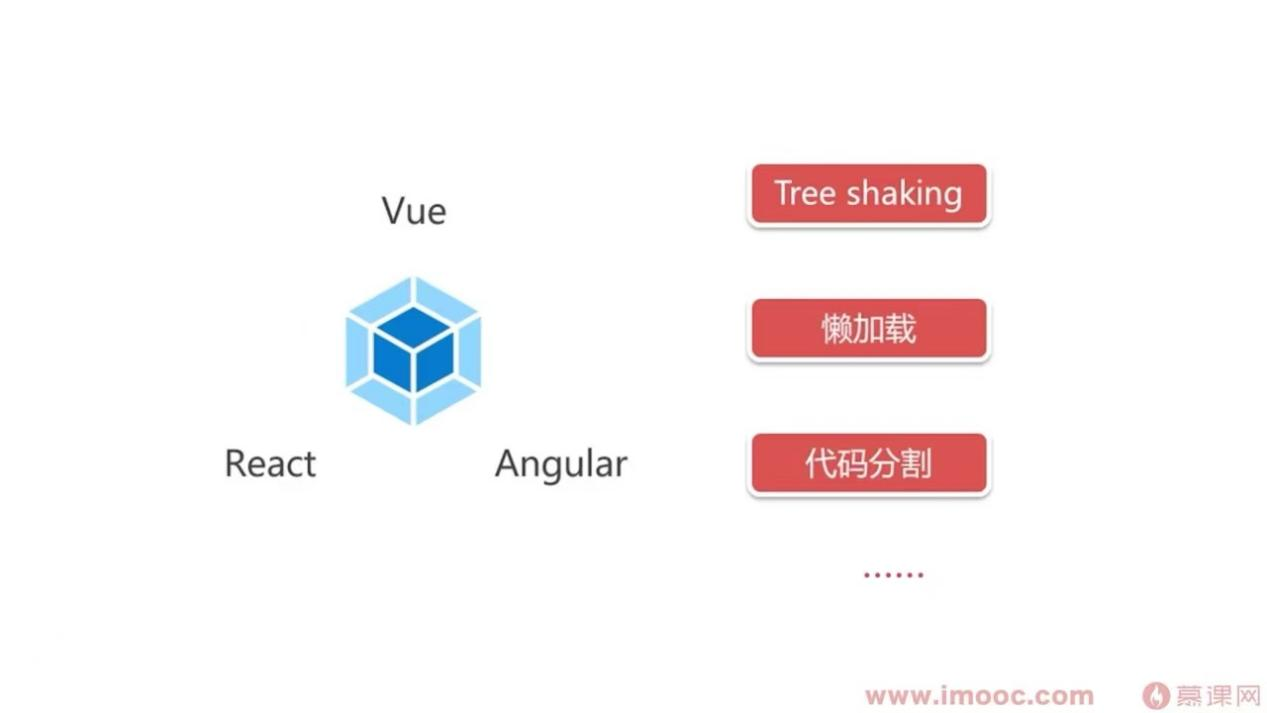 Vue
React
Angular
Tree shaking
懒加载
代码分割
......
www.imooc.com
慕课网